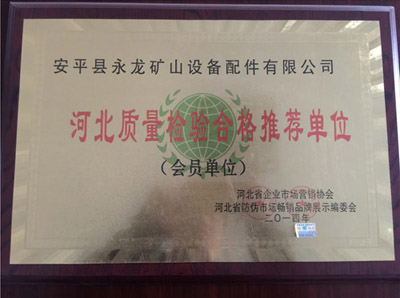 安平县永龙矿山设备配件有限公司
河北质量检验合格推荐单位
（会员单位）
河北省企业市场营销协会
河北省防伪市场畅销品牌展示编委会
二〇一四年